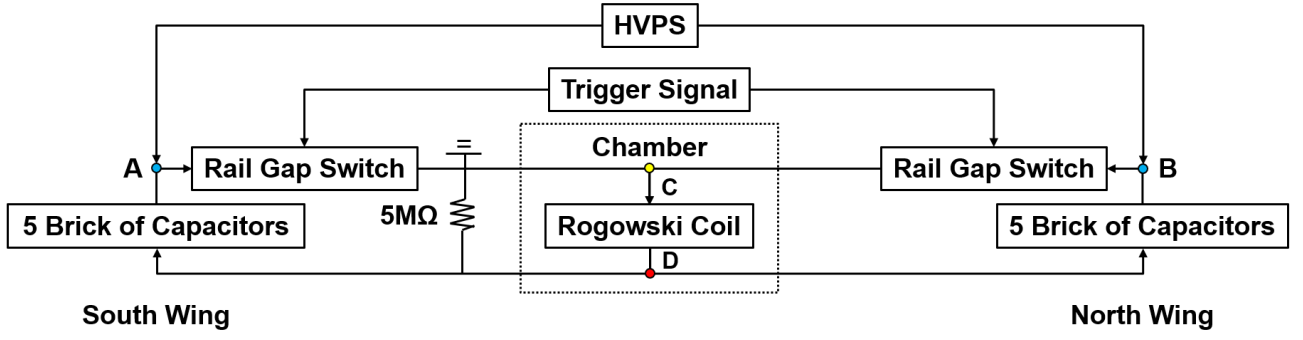 HVPS
Trigger Signal
Chamber
A
Rail Gap Switch
Rail Gap Switch
B
C
5MΩ
5 Brick of Capacitors
Rogowski Coil
5 Brick of Capacitors
D
South Wing
North Wing